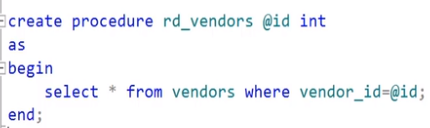 create procedure rd_vendors @id int
as
begin
    select * from vendors where vendor_id=@id;
end;